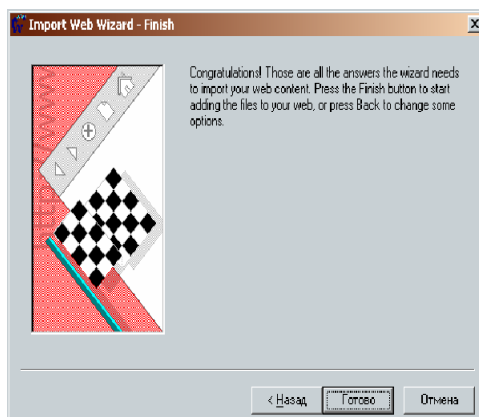 Import Web Wizard - Finish
Congratulations! Those are all the answers the wizard needs
to import your web content. Press the Finish button to start
adding the files to your web, or press Back to change some
options.
< Назад Готово Отмена